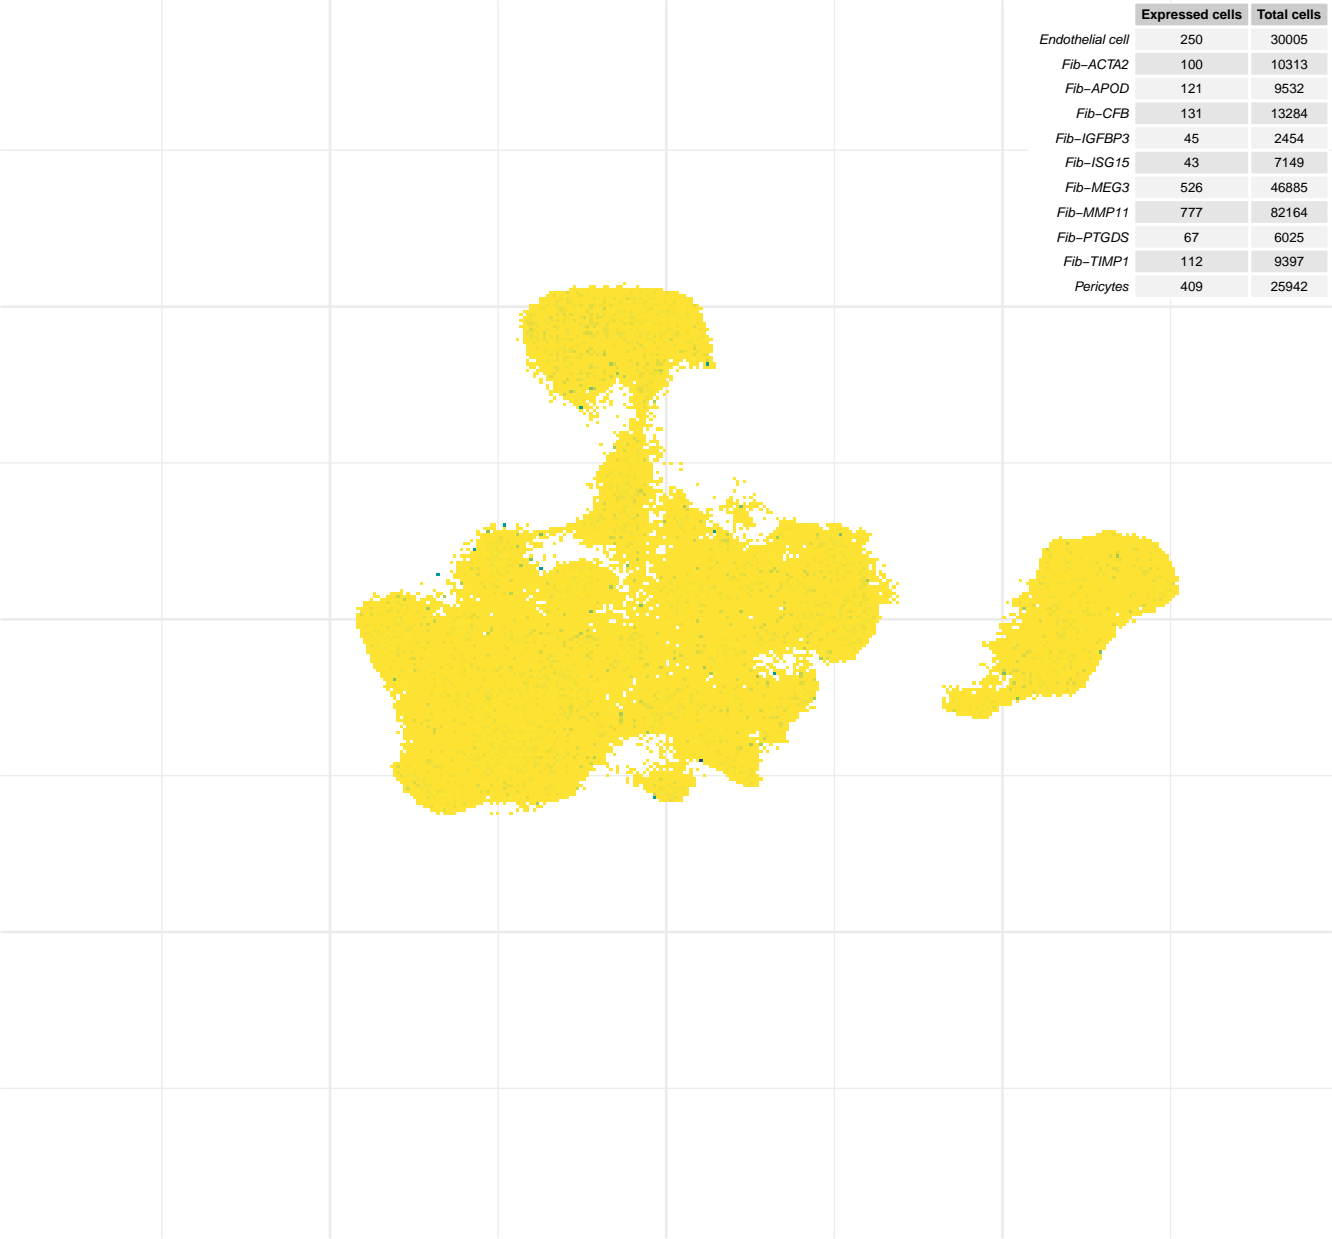 Expressed cells Total cells
Endothelial cell 250 30005
Fib−ACTA2 100 10313
Fib−APOD 121 9532
Fib−CFB 131 13284
Fib−IGFBP3 45 2454
Fib−ISG15 43 7149
Fib−MEG3 526 46885
Fib−MMP11 777 82164
Fib−PTGDS 67 6025
Fib−TIMP1 112 9397
Pericytes 409 25942